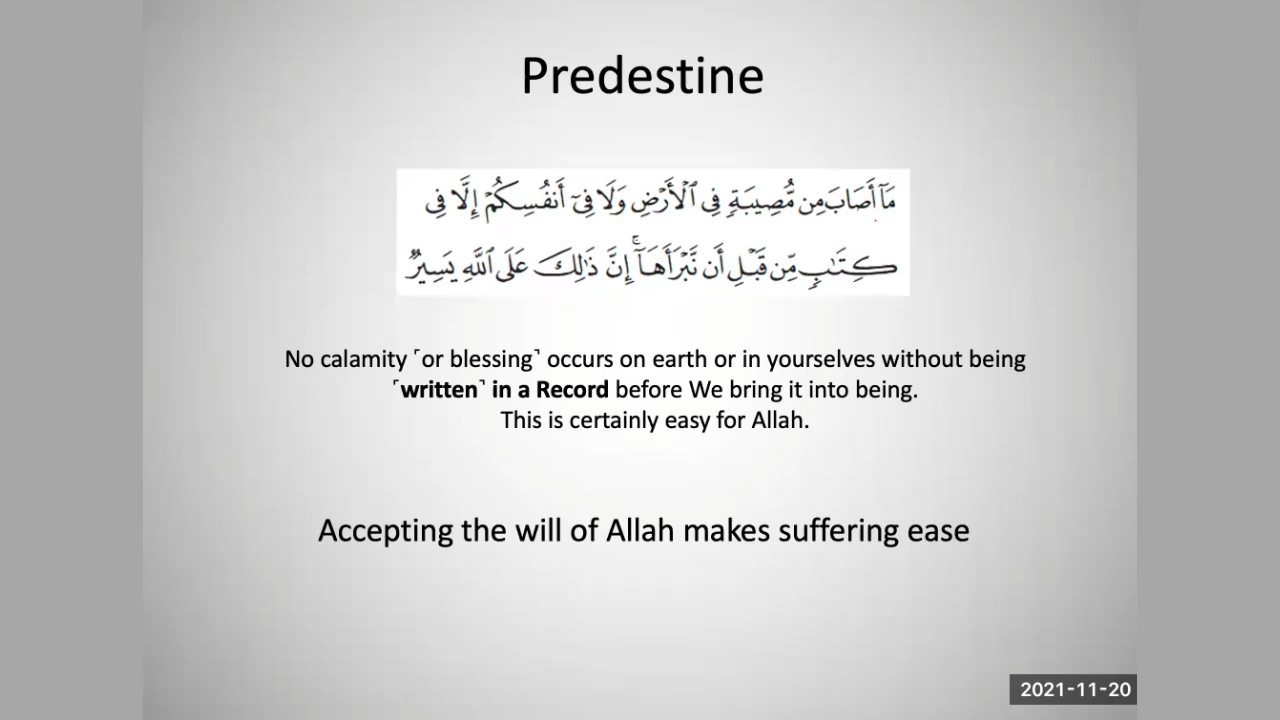 Predestine
مَآ أَصَابَ مِن مُّصِيبَةٍ فِى ٱلْأَرْضِ وَلَا فِىٓ أَنفُسِكُمْ إِلَّا فِى
كِتَـٰبٍ مِّن قَبْلِ أَن نَّبْرَأَهَآ ۚ إِنَّ ذَٰلِكَ عَلَى ٱللَّهِ يَسِيرٌ
No calamity ˹or blessing˺ occurs on earth or in yourselves without being
˹written˺ in a Record before We bring it into being.
This is certainly easy for Allah.
Accepting the will of Allah makes suffering ease
2021-11-20